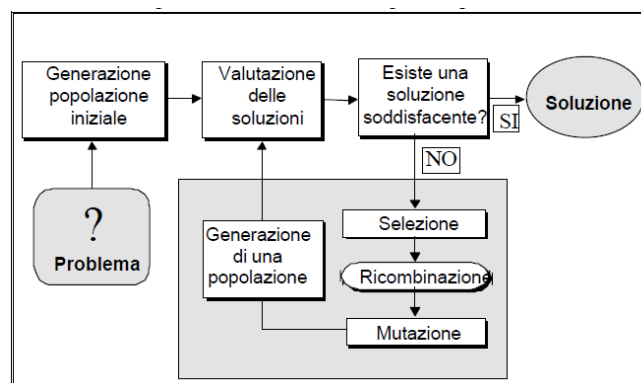 Generazione
popolazione
iniziale
Valutazione
delle
soluzioni
Esiste una
soluzione
soddisfacente?
SI
Soluzione
NO
?
Problema
Generazione
di una
popolazione
Selezione
Ricombinazione
Mutazione